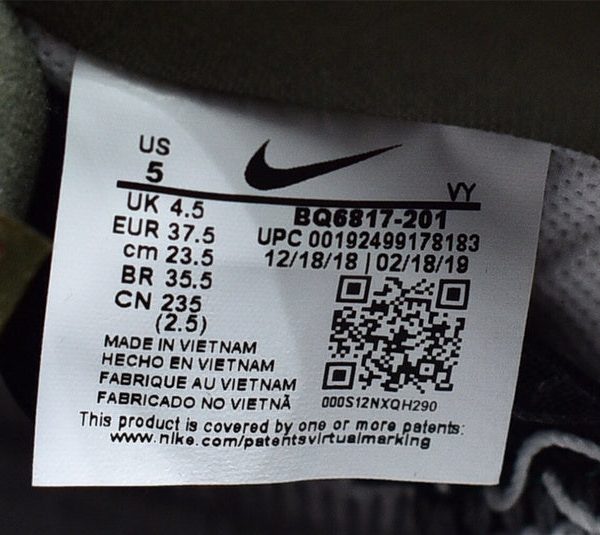 US
5
VY
UK 4.5
EUR 37.5
cm 23.5
BR 35.5
CN 235
(2.5)
BQ6817-201
UPC 00192499178183
12/18/18 | 02/18/19
MADE IN VIETNAM
HECHO EN VIETNAM
FABRIQUE AU VIETNAM
FABRICADO NO VIETNÃ
000S12NXQH290
This product is covered by one or more patents:
www.nike.com/patentsvirtualmarking